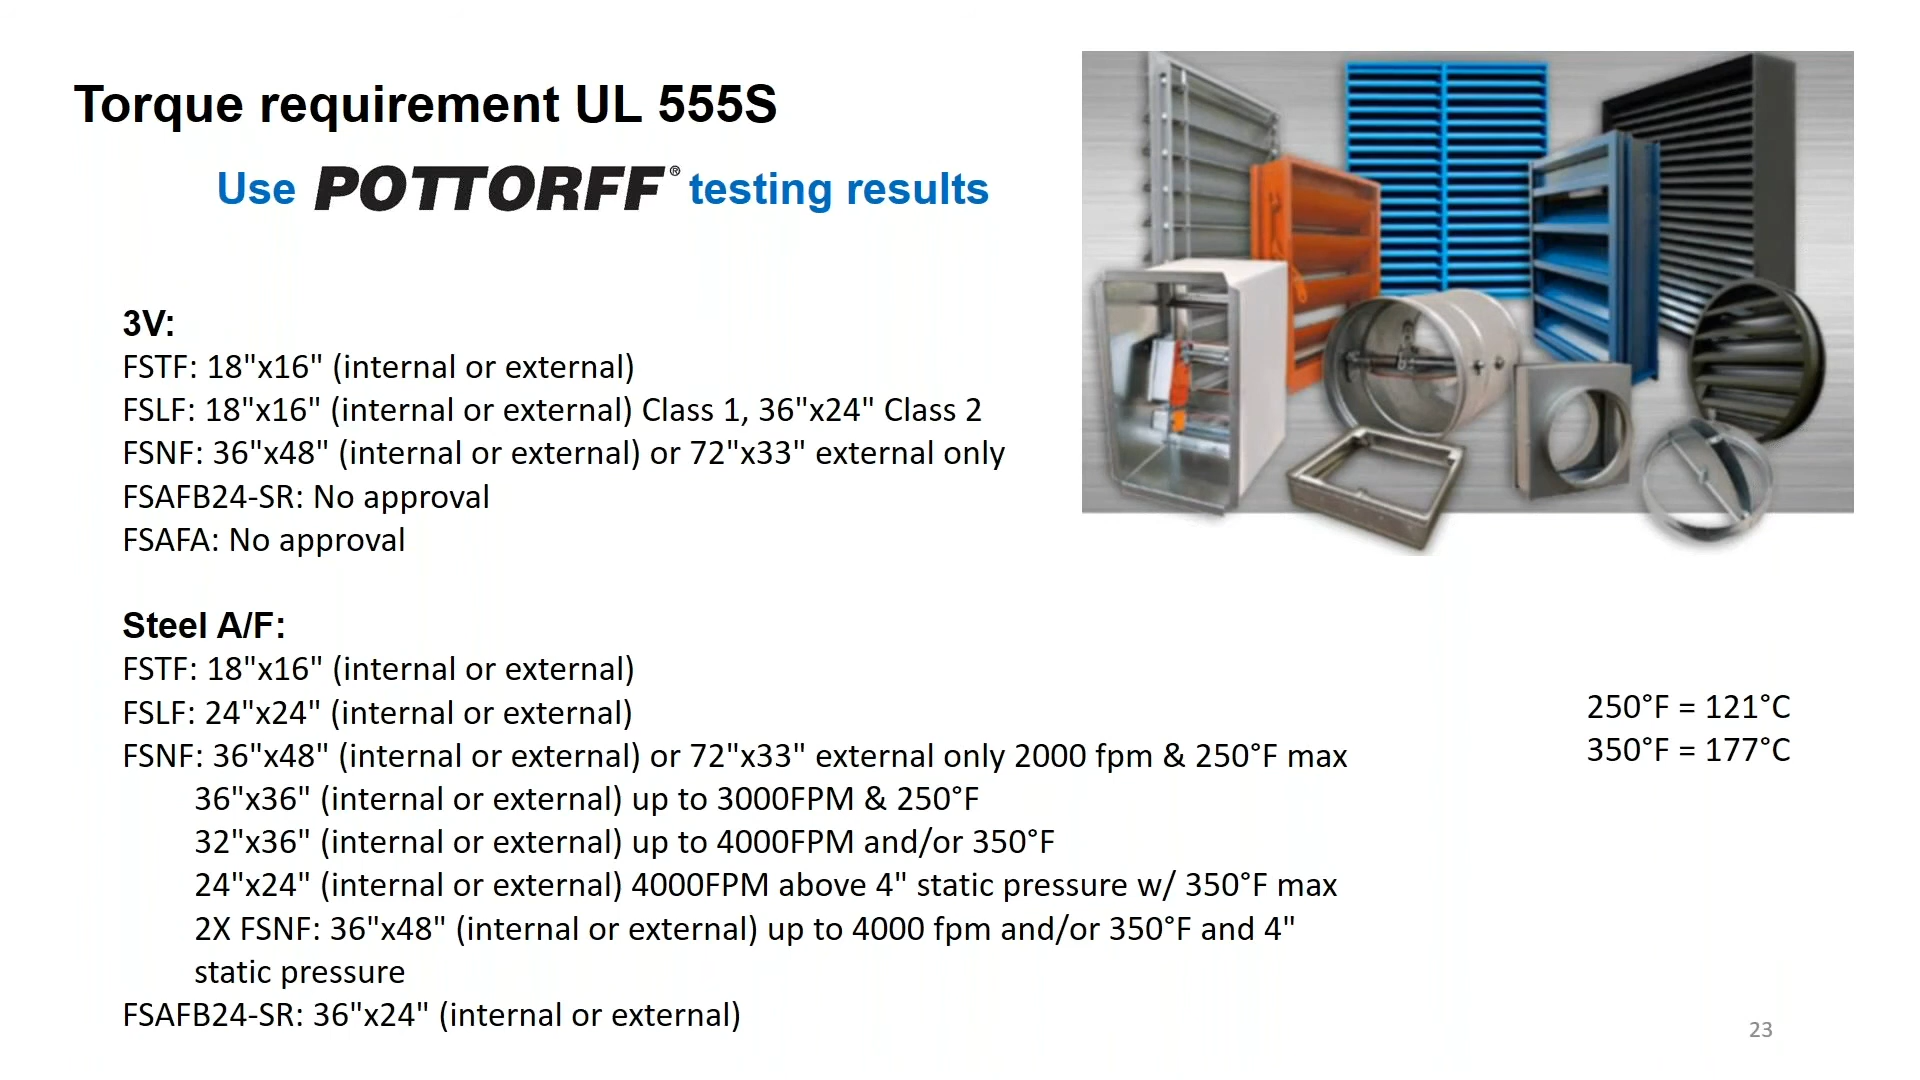 Torque requirement UL 555S
Use POTTORFF® testing results
3V:
FSTF: 18"x16" (internal or external)
FSLF: 18"x16" (internal or external) Class 1, 36"x24" Class 2
FSNF: 36"x48" (internal or external) or 72"x33" external only
FSAFB24-SR: No approval
FSAFA: No approval
Steel A/F:
FSTF: 18"x16" (internal or external)
FSLF: 24"x24" (internal or external)
FSNF: 36"x48" (internal or external) or 72"x33" external only 2000 fpm & 250°F max
36"x36" (internal or external) up to 3000FPM & 250°F
32"x36" (internal or external) up to 4000FPM and/or 350°F
24"x24" (internal or external) 4000FPM above 4" static pressure w/ 350°F max
2X FSNF: 36"x48" (internal or external) up to 4000 fpm and/or 350°F and 4"
static pressure
FSAFB24-SR: 36"x24" (internal or external)
250°F = 121°C
350°F = 177°C
23